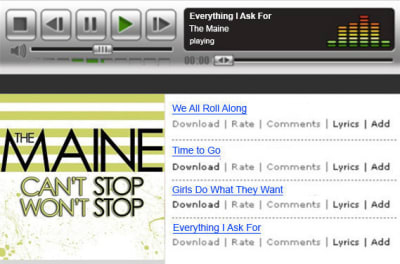 Everything I Ask For
The Maine
playing
00:00
We All Roll Along
Download | Rate | Comments | Lyrics | Add
Time to Go
Download | Rate | Comments | Lyrics | Add
Girls Do What They Want
Download | Rate | Comments | Lyrics | Add
Everything I Ask For
Download | Rate | Comments | Lyrics | Add
THE MAINE
CAN'T STOP
WON'T STOP